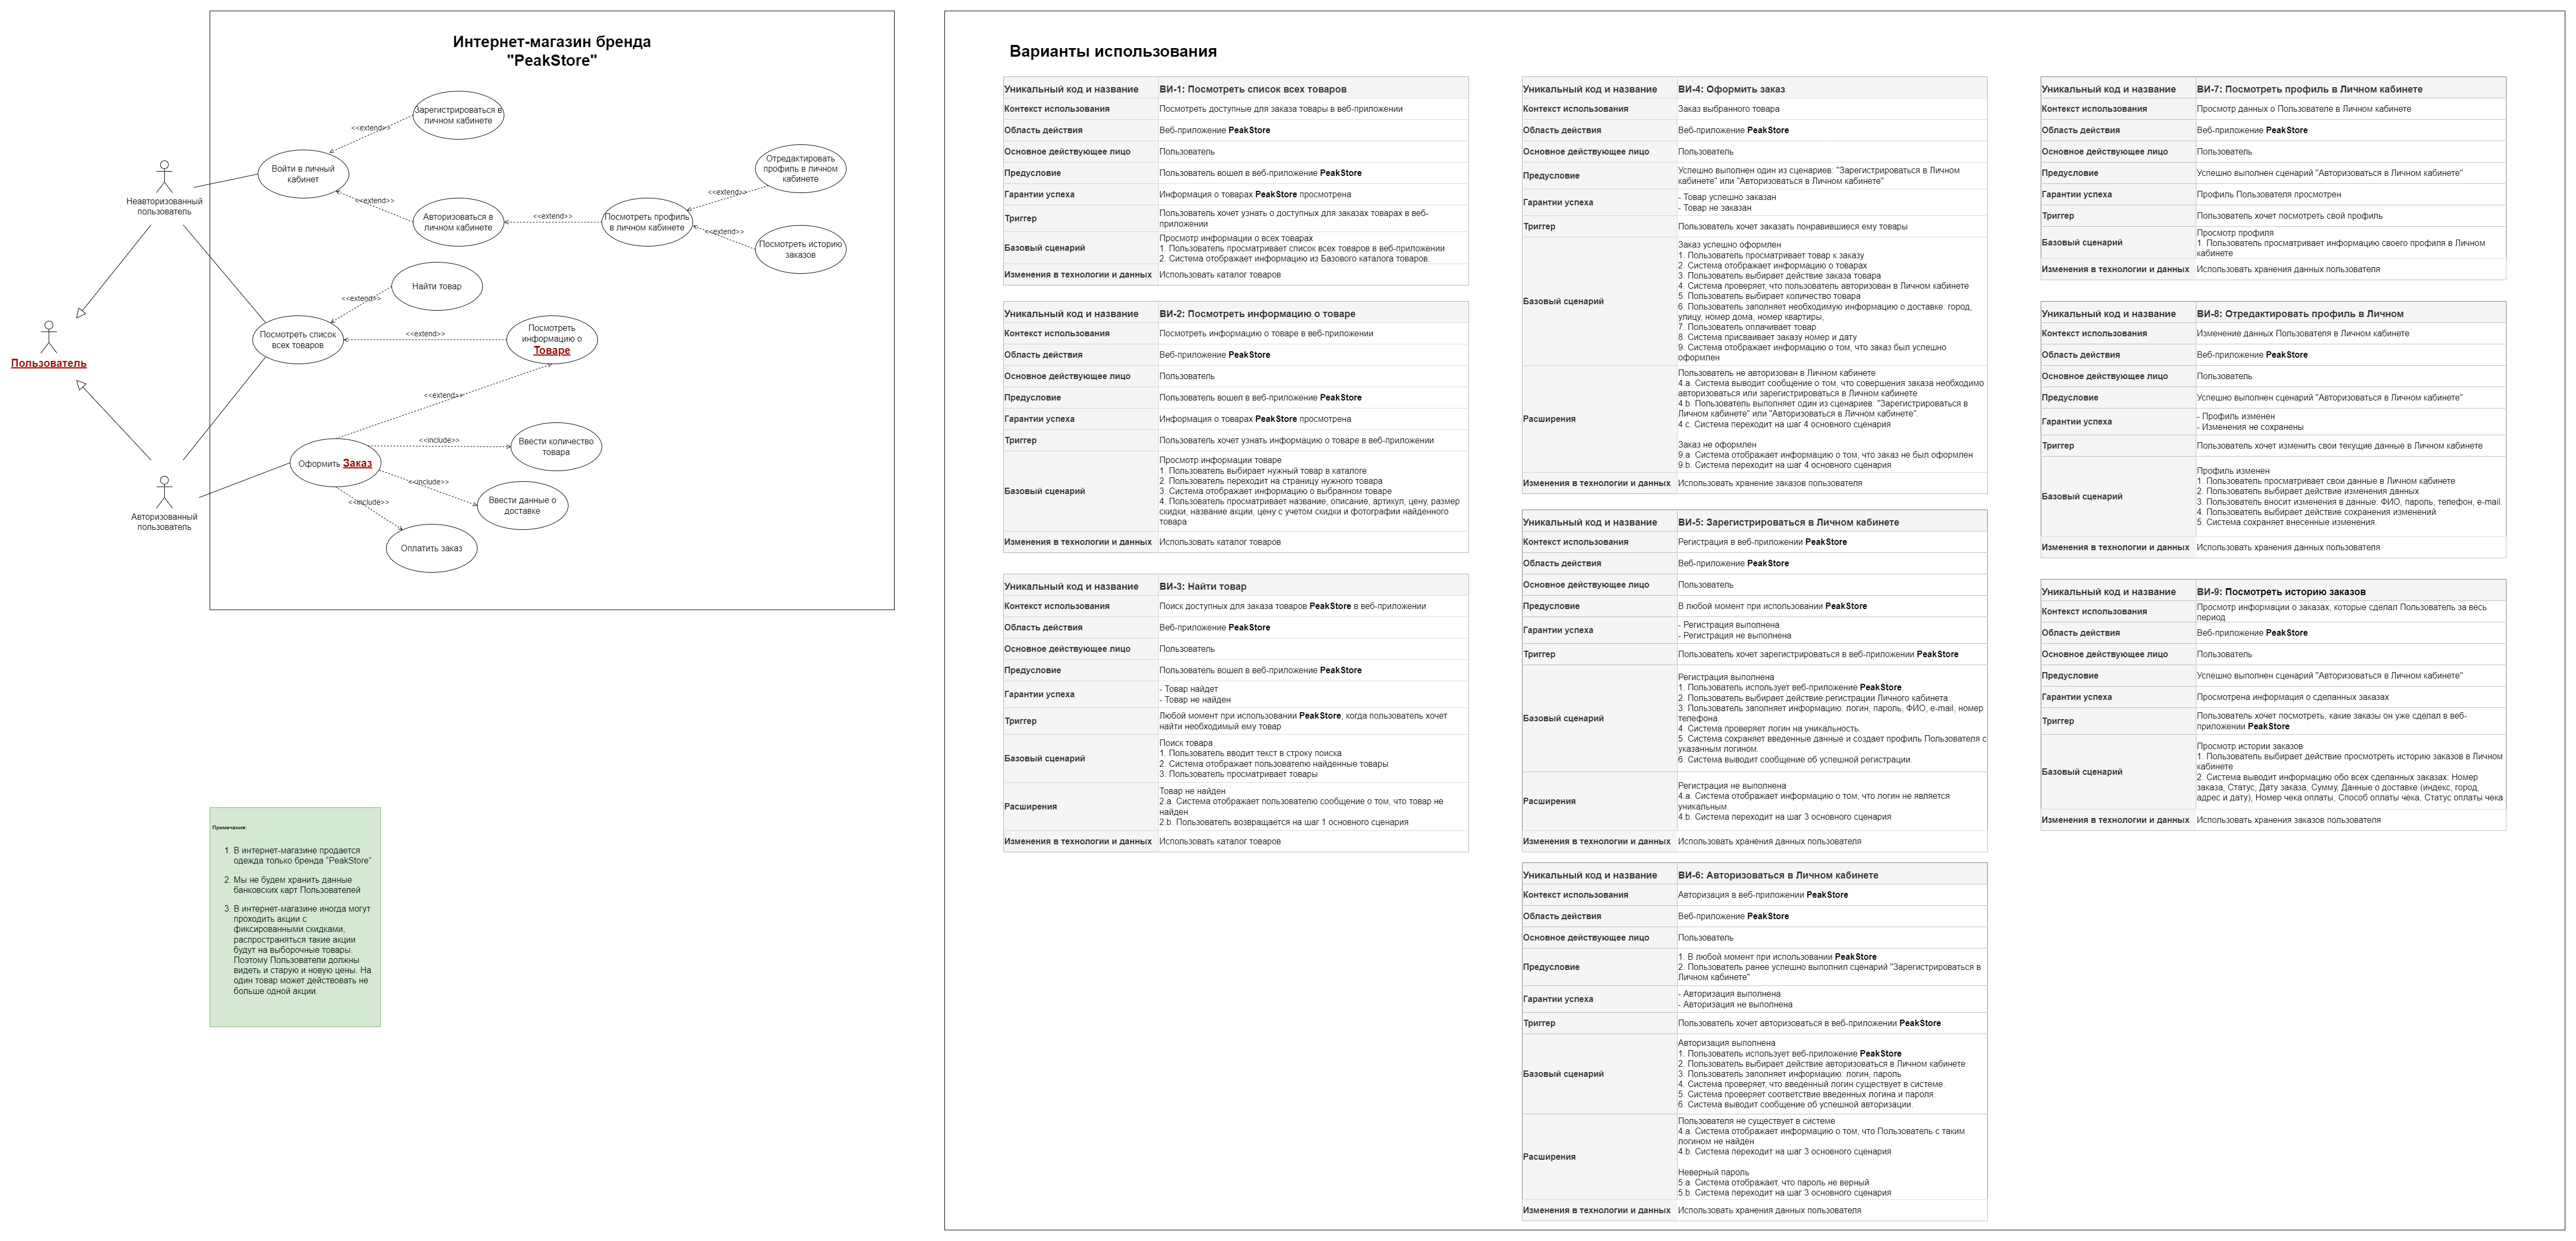 Интернет-магазин бренда
"PeakStore"
Зарегистрироваться в
личном кабинете
<<extend>>
Войти в личный
кабинет
<<extend>>
Авторизоваться в
личном кабинете
<<extend>>
Посмотреть профиль
в личном кабинете
<<extend>>
Отредактировать
профиль в личном
кабинете
<<extend>>
Посмотреть историю
заказов
Неавторизованный
пользователь
Найти товар
<<extend>>
Посмотреть список
всех товаров
<<extend>>
Посмотреть
информацию о
Товаре
Пользователь
<<extend>>
Оформить Заказ
<<include>>
Ввести количество
товара
<<include>>
Ввести данные о
доставке
<<include>>
Оплатить заказ
Авторизованный
пользователь
Примечания:
1. В интернет-магазине продается
одежда только бренда "PeakStore"
2. Мы не будем хранить данные
банковских карт Пользователей
3. В интернет-магазине иногда могут
проходить акции с
фиксированными скидками,
распространяться такие акции
будут на выборочные товары.
Поэтому Пользователи должны
видеть и старую и новую цены. На
один товар может действовать не
больше одной акции.
Варианты использования
Уникальный код и название ВИ-1: Посмотреть список всех товаров
Контекст использования Посмотреть доступные для заказа товары в веб-приложении
Область действия Веб-приложение PeakStore
Основное действующее лицо Пользователь
Предусловие Пользователь вошел в веб-приложение PeakStore
Гарантии успеха Информация о товарах PeakStore просмотрена
Триггер Пользователь хочет узнать о доступных для заказах товарах в веб-
приложении
Базовый сценарий Просмотр информации о всех товарах
1. Пользователь просматривает список всех товаров в веб-приложении
2. Система отображает информацию из Базового каталога товаров.
Изменения в технологии и данных Использовать каталог товаров
Уникальный код и название ВИ-2: Посмотреть информацию о товаре
Контекст использования Посмотреть информацию о товаре в веб-приложении
Область действия Веб-приложение PeakStore
Основное действующее лицо Пользователь
Предусловие Пользователь вошел в веб-приложение PeakStore
Гарантии успеха Информация о товарах PeakStore просмотрена
Триггер Пользователь хочет узнать информацию о товаре в веб-приложении
Базовый сценарий Просмотр информации товаре
1. Пользователь выбирает нужный товар в каталоге
2. Пользователь переходит на страницу нужного товара
3. Система отображает информацию о выбранном товаре
4. Пользователь просматривает название, описание, артикул, цену, размер
скидки, название акции, цену с учетом скидки и фотографии найденного
товара
Изменения в технологии и данных Использовать каталог товаров
Уникальный код и название ВИ-3: Найти товар
Контекст использования Поиск доступных для заказа товаров PeakStore в веб-приложении
Область действия Веб-приложение PeakStore
Основное действующее лицо Пользователь
Предусловие Пользователь вошел в веб-приложение PeakStore
Гарантии успеха - Товар найдет
- Товар не найден
Триггер Любой момент при использовании PeakStore, когда пользователь хочет
найти необходимый ему товар
Базовый сценарий Поиск товара
1. Пользователь вводит текст в строку поиска
2. Система отображает пользователю найденные товары
3. Пользователь просматривает товары
Расширения Товар не найден
2.a. Система отображает пользователю сообщение о том, что товар не
найден
2.b. Пользователь возвращается на шаг 1 основного сценария
Изменения в технологии и данных Использовать каталог товаров
Уникальный код и название ВИ-4: Оформить заказ
Контекст использования Заказ выбранного товара
Область действия Веб-приложение PeakStore
Основное действующее лицо Пользователь
Предусловие Успешно выполнен один из сценариев: "Зарегистрироваться в Личном
кабинете" или "Авторизоваться в Личном кабинете"
Гарантии успеха - Товар успешно заказан
- Товар не заказан
Триггер Пользователь хочет заказать понравившиеся ему товары
Базовый сценарий Заказ успешно оформлен
1. Пользователь просматривает товар к заказу
2. Система отображает информацию о товарах
3. Пользователь выбирает действие заказа товара
4. Система проверяет, что пользователь авторизован в Личном кабинете
5. Пользователь выбирает количество товара
6. Пользователь заполняет необходимую информацию о доставке: город,
улицу, номер дома, номер квартиры,
7. Пользователь оплачивает товар
8. Система присваивает заказу номер и дату
9. Система отображает информацию о том, что заказ был успешно
оформлен
Расширения Пользователь не авторизован в Личном кабинете
4.a. Система выводит сообщение о том, что совершения заказа необходимо
авторизоваться или зарегистрироваться в Личном кабинете
4.b. Пользователь выполняет один из сценариев: "Зарегистрироваться в
Личном кабинете" или "Авторизоваться в Личном кабинете".
4.c. Система переходит на шаг 4 основного сценария
Заказ не оформлен
9.a. Система отображает информацию о том, что заказ не был оформлен
9.b. Система переходит на шаг 4 основного сценария
Изменения в технологии и данных Использовать хранение заказов пользователя
Уникальный код и название ВИ-5: Зарегистрироваться в Личном кабинете
Контекст использования Регистрация в веб-приложении PeakStore
Область действия Веб-приложение PeakStore
Основное действующее лицо Пользователь
Предусловие В любой момент при использовании PeakStore
Гарантии успеха - Регистрация выполнена
- Регистрация не выполнена
Триггер Пользователь хочет зарегистрироваться в веб-приложении PeakStore
Базовый сценарий Регистрация выполнена
1. Пользователь использует веб-приложение PeakStore.
2. Пользователь выбирает действие регистрации Личного кабинета.
3. Пользователь заполняет информацию: логин, пароль, ФИО, e-mail, номер
телефона.
4. Система проверяет логин на уникальность.
5. Система сохраняет введенные данные и создает профиль Пользователя с
указанным логином.
6. Система выводит сообщение об успешной регистрации.
Расширения Регистрация не выполнена
4.a. Система отображает информацию о том, что логин не является
уникальным.
4.b. Система переходит на шаг 3 основного сценария
Изменения в технологии и данных Использовать хранения данных пользователя
Уникальный код и название ВИ-6: Авторизоваться в Личном кабинете
Контекст использования Авторизация в веб-приложении PeakStore
Область действия Веб-приложение PeakStore
Основное действующее лицо Пользователь
Предусловие 1. В любой момент при использовании PeakStore
2. Пользователь ранее успешно выполнил сценарий "Зарегистрироваться в
Личном кабинете"
Гарантии успеха - Авторизация выполнена
- Авторизация не выполнена
Триггер Пользователь хочет авторизоваться в веб-приложении PeakStore
Базовый сценарий Авторизация выполнена
1. Пользователь использует веб-приложение PeakStore
2. Пользователь выбирает действие авторизоваться в Личном кабинете
3. Пользователь заполняет информацию: логин, пароль
4. Система проверяет, что введенный логин существует в системе.
5. Система проверяет соответствие введенных логина и пароля.
6. Система выводит сообщение об успешной авторизации.
Расширения Пользователя не существует в системе
4.a. Система отображает информацию о том, что Пользователь с таким
логином не найден
4.b. Система переходит на шаг 3 основного сценария
Неверный пароль
5.a. Система отображает, что пароль не верный
5.b. Система переходит на шаг 3 основного сценария
Изменения в технологии и данных Использовать хранения данных пользователя
Уникальный код и название ВИ-7: Посмотреть профиль в Личном кабинете
Контекст использования Просмотр данных о Пользователе в Личном кабинете
Область действия Веб-приложение PeakStore
Основное действующее лицо Пользователь
Предусловие Успешно выполнен сценарий "Авторизоваться в Личном кабинете"
Гарантии успеха Профиль Пользователя просмотрен
Триггер Пользователь хочет посмотреть свой профиль
Базовый сценарий Просмотр профиля
1. Пользователь просматривает информацию своего профиля в Личном
кабинете
Изменения в технологии и данных Использовать хранения данных пользователя
Уникальный код и название ВИ-8: Отредактировать профиль в Личном
Контекст использования Изменение данных Пользователя в Личном кабинете
Область действия Веб-приложение PeakStore
Основное действующее лицо Пользователь
Предусловие Успешно выполнен сценарий "Авторизоваться в Личном кабинете"
Гарантии успеха - Профиль изменен
- Изменения не сохранены
Триггер Пользователь хочет изменить свои текущие данные в Личном кабинете
Базовый сценарий Профиль изменен
1. Пользователь просматривает свои данные в Личном кабинете
2. Пользователь выбирает действие изменения данных
3. Пользователь вносит изменения в данные: ФИО, пароль, телефон, e-mail.
4. Пользователь выбирает действие сохранения изменений
5. Система сохраняет внесенные изменения.
Изменения в технологии и данных Использовать хранения данных пользователя
Уникальный код и название ВИ-9: Посмотреть историю заказов
Контекст использования Просмотр информации о заказах, которые сделал Пользователь за весь
период
Область действия Веб-приложение PeakStore
Основное действующее лицо Пользователь
Предусловие Успешно выполнен сценарий "Авторизоваться в Личном кабинете"
Гарантии успеха Просмотрена информация о сделанных заказах
Триггер Пользователь хочет посмотреть, какие заказы он уже сделал в веб-
приложении PeakStore
Базовый сценарий Просмотр истории заказов
1. Пользователь выбирает действие просмотреть историю заказов в Личном
кабинете
2. Система выводит информацию обо всех сделанных заказах: Номер
заказа, Статус, Дату заказа, Сумму, Данные о доставке (индекс, город,
адрес и дату), Номер чека оплаты, Способ оплаты чека, Статус оплаты чека.
Изменения в технологии и данных Использовать хранения заказов пользователя